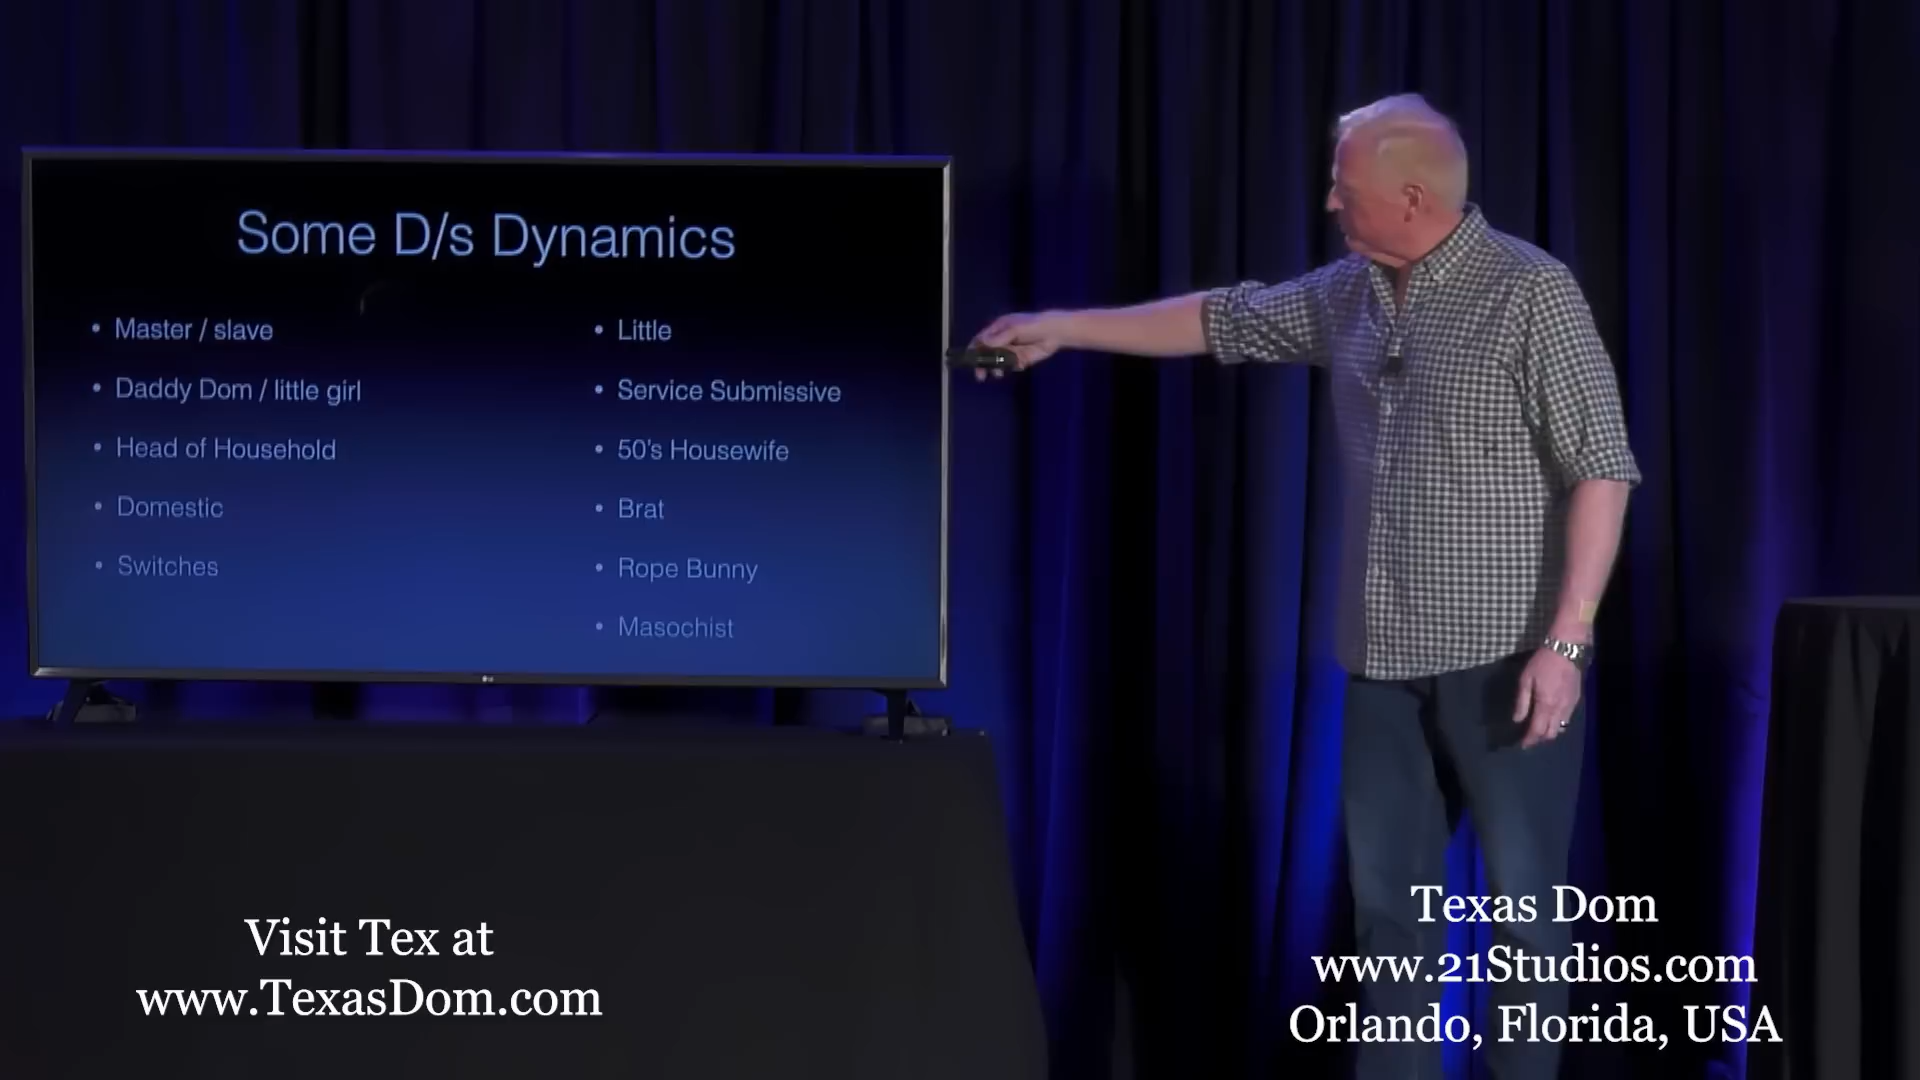 Some D/s Dynamics
• Master / slave
• Daddy Dom / little girl
• Head of Household
• Domestic
• Switches
• Little
• Service Submissive
• 50's Housewife
• Brat
• Rope Bunny
• Masochist
LG
Visit Tex at
www.TexasDom.com
Texas Dom
www.21Studios.com
Orlando, Florida, USA